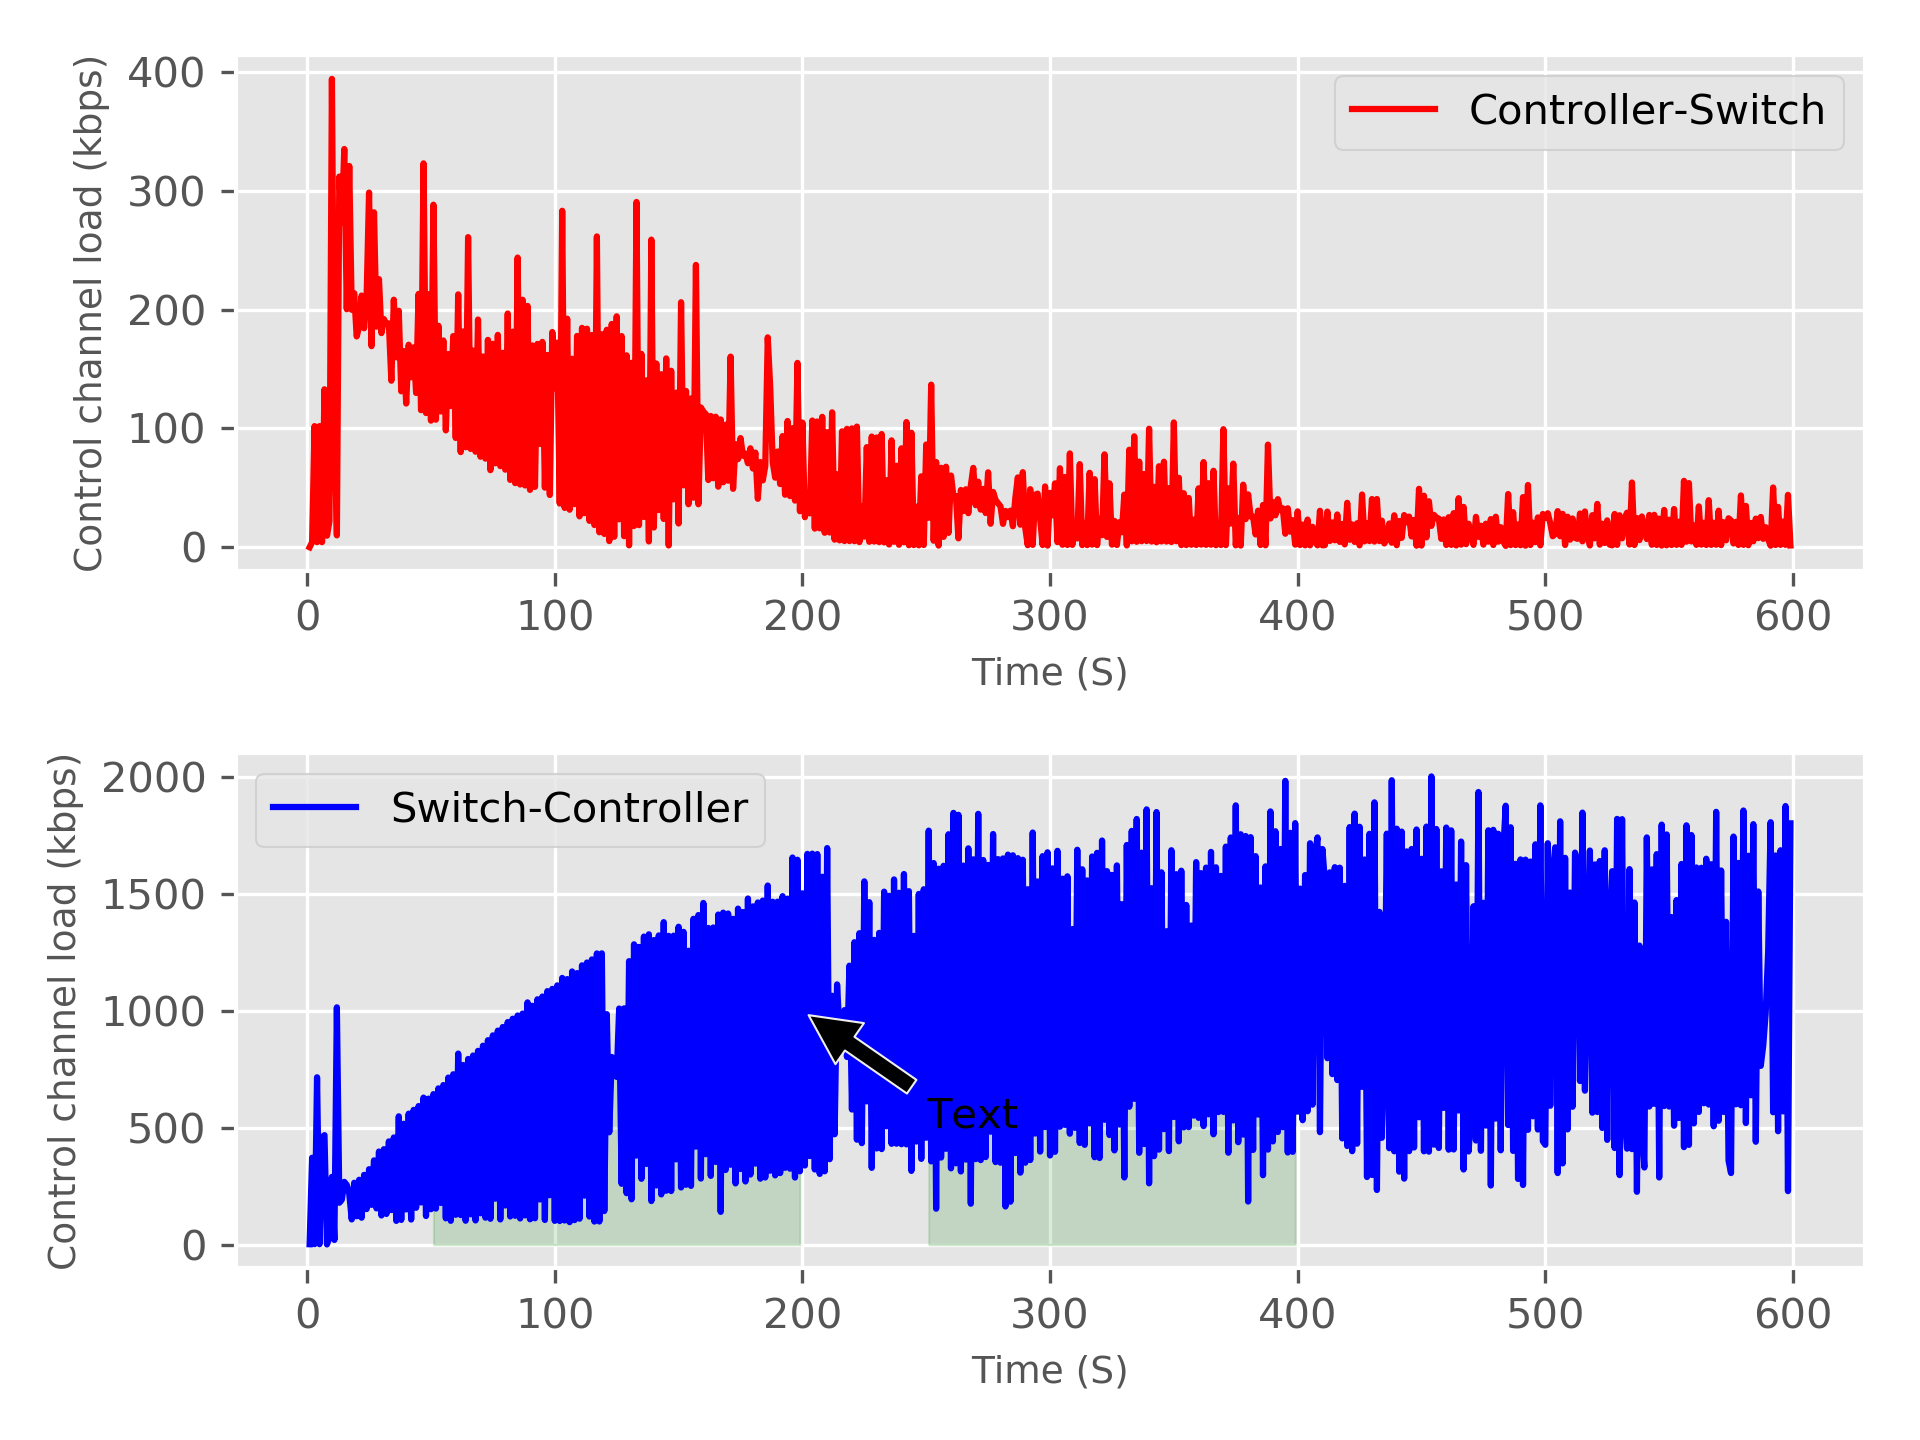 Control channel load (kbps)
400
300
200
100
0
Controller-Switch
0 100 200 300 400 500 600
Time (S)
Control channel load (kbps)
2000
1500
1000
500
0
Switch-Controller
Text
0 100 200 300 400 500 600
Time (S)